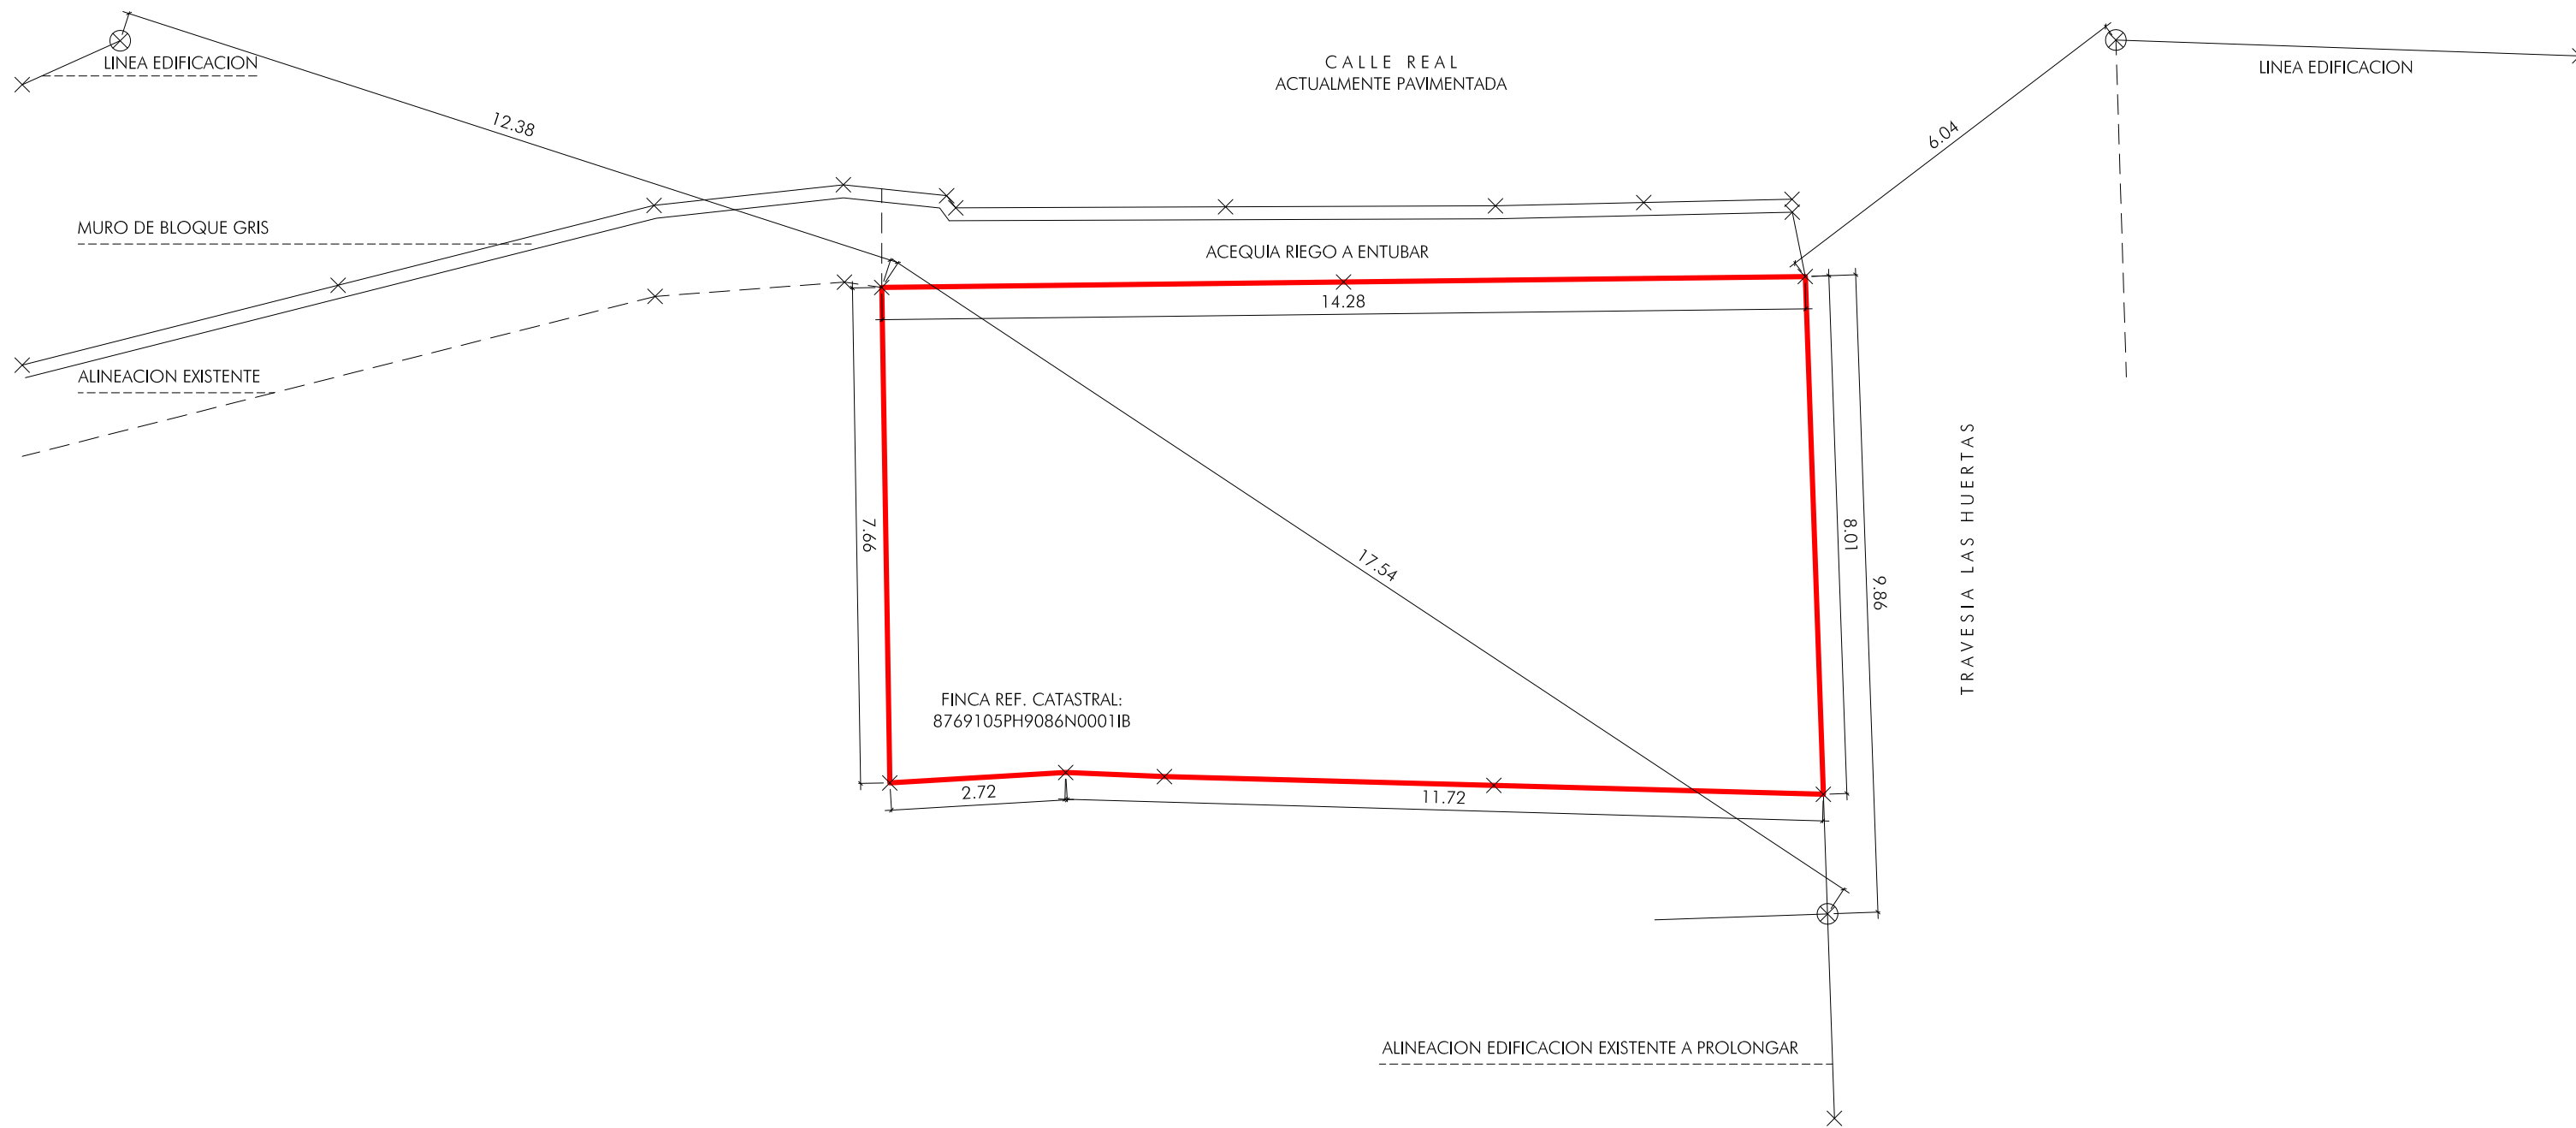 LINEA EDIFICACION
CALLE REAL
ACTUALMENTE PAVIMENTADA
LINEA EDIFICACION
12.38
6.04
MURO DE BLOQUE GRIS
ACEQUIA RIEGO A ENTUBAR
14.28
ALINEACION EXISTENTE
7.66
17.54
8.01
9.86
TRAVESIA LAS HUERTAS
FINCA REF. CATASTRAL:
8769105PH9086N0001IB
2.72
11.72
ALINEACION EDIFICACION EXISTENTE A PROLONGAR